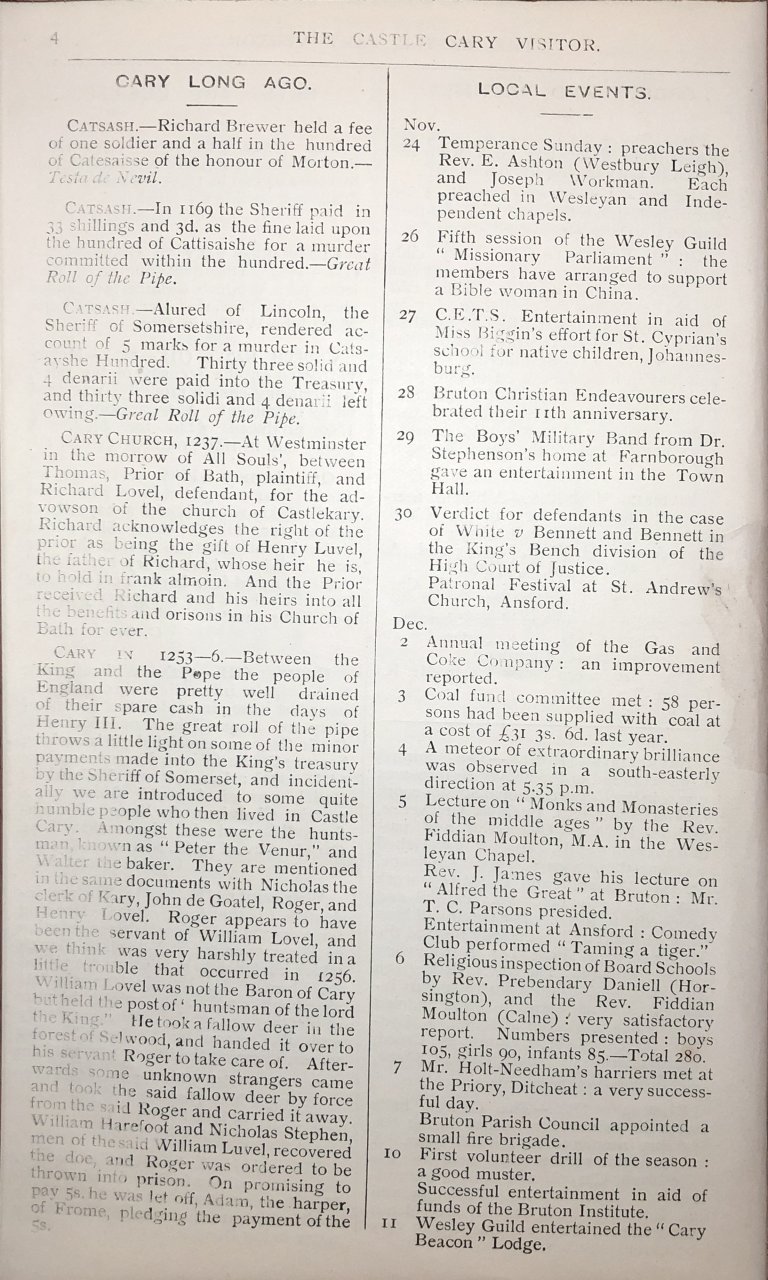 4
THE CASTLE CARY VISITOR.
CARY LONG AGO.
CATSASH.—Richard Brewer held a fee
of one soldier and a half in the hundred
of Catesaisse of the honour of Morton.—
Testa de Nevil.
CATSASH.—In 1169 the Sheriff paid in
33 shillings and 3d. as the fine laid upon
the hundred of Cattisaishe for a murder
committed within the hundred.—Great
Roll of the Pipe.
CATSASH.—Alured of Lincoln, the
Sheriff of Somersetshire, rendered ac-
count of 5 marks for a murder in Cats-
ayshe Hundred. Thirty three solid and
4 denarii were paid into the Treasury,
and thirty three solidi and 4 denarii left
owing.—Great Roll of the Pipe.
CARY CHURCH, 1237.—At Westminster
in the morrow of All Souls', between
Thomas, Prior of Bath, plaintiff, and
Richard Lovel, defendant, for the ad-
vowson of the church of Castlekary.
Richard acknowledges the right of the
prior as being the gift of Henry Luvel,
the father of Richard, whose heir he is,
to hold in frank almoin. And the Prior
received Richard and his heirs into all
the benefits and orisons in his Church of
Bath for ever.
CARY IN 1253—6.—Between the
King and the Pope the people of
England were pretty well drained
of their spare cash in the days of
Henry III. The great roll of the pipe
throws a little light on some of the minor
payments made into the King's treasury
by the Sheriff of Somerset, and incident-
ally we are introduced to some quite
humble people who then lived in Castle
Cary. Amongst these were the hunts-
man, known as "Peter the Venur," and
Walter the baker. They are mentioned
in the same documents with Nicholas the
clerk of Kary, John de Goatel, Roger, and
Henry Lovel. Roger appears to have
been the servant of William Lovel, and
we think was very harshly treated in a
little trouble that occurred in 1256.
William Lovel was not the Baron of Cary
but held the post of 'huntsman of the lord
the King." He took a fallow deer in the
forest of Selwood, and handed it over to
his servant Roger to take care of. After-
wards some unknown strangers came
and took the said fallow deer by force
from the said Roger and carried it away.
William Harefoot and Nicholas Stephen,
men of the said William Luvel, recovered
the doe, and Roger was ordered to be
thrown into prison. On promising to
pay 5s. he was let off, Adam, the harper,
of Frome, pledging the payment of the
5s.
LOCAL EVENTS.
Nov.
24 Temperance Sunday : preachers the
Rev. E. Ashton (Westbury Leigh),
and Joseph Workman. Each
preached in Wesleyan and Inde-
pendent chapels.
26 Fifth session of the Wesley Guild
"Missionary Parliament" : the
members have arranged to support
a Bible woman in China.
27 C.E.T.S. Entertainment in aid of
Miss Biggin's effort for St. Cyprian's
school for native children, Johannes-
burg.
28 Bruton Christian Endeavourers cele-
brated their 11th anniversary.
29 The Boys' Military Band from Dr.
Stephenson's home at Farnborough
gave an entertainment in the Town
Hall.
30 Verdict for defendants in the case
of White v Bennett and Bennett in
the King's Bench division of the
High Court of Justice.
Patronal Festival at St. Andrew's
Church, Ansford.
Dec.
2 Annual meeting of the Gas and
Coke Company : an improvement
reported.
3 Coal fund committee met : 58 per-
sons had been supplied with coal at
a cost of £31 3s. 6d. last year.
4 A meteor of extraordinary brilliance
was observed in a south-easterly
direction at 5.35 p.m.
5 Lecture on "Monks and Monasteries
of the middle ages" by the Rev.
Fiddian Moulton, M.A. in the Wes-
leyan Chapel.
Rev. J. James gave his lecture on
"Alfred the Great" at Bruton : Mr.
T. C. Parsons presided.
Entertainment at Ansford : Comedy
Club performed "Taming a tiger."
6 Religious inspection of Board Schools
by Rev. Prebendary Daniell (Hor-
sington), and the Rev. Fiddian
Moulton (Calne) : very satisfactory
report. Numbers presented : boys
105, girls 90, infants 85.—Total 280.
7 Mr. Holt-Needham's harriers met at
the Priory, Ditcheat : a very success-
ful day.
Bruton Parish Council appointed a
small fire brigade.
10 First volunteer drill of the season :
a good muster.
Successful entertainment in aid of
funds of the Bruton Institute.
11 Wesley Guild entertained the "Cary
Beacon" Lodge.